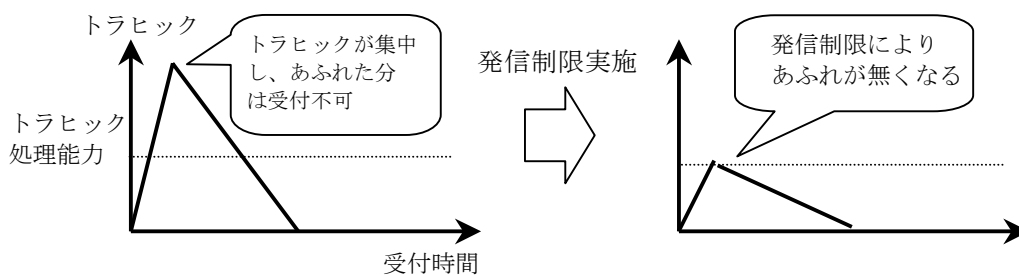 トラヒック
トラヒックが集中
し、あふれた分
は受付不可
トラヒック
処理能力
受付時間
発信制限実施
発信制限により
あふれが無くなる